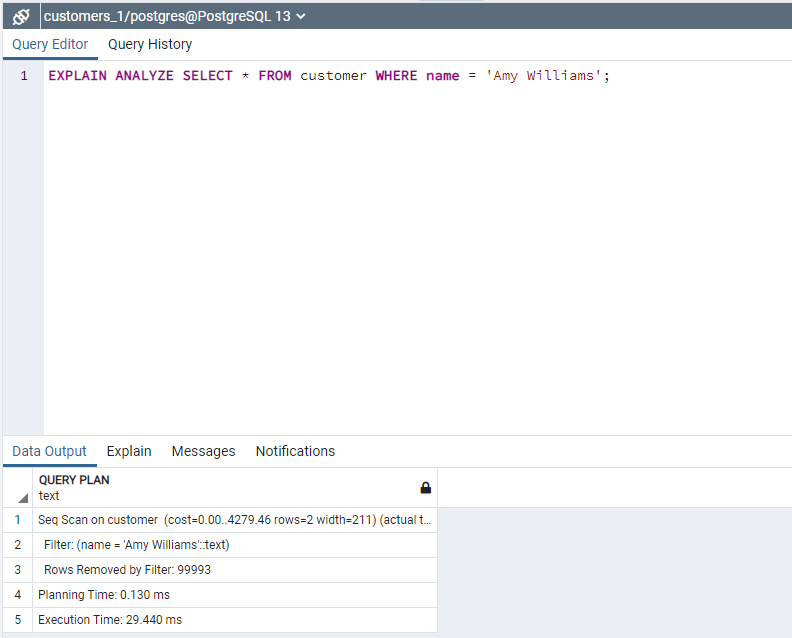 customers_1/postgres@PostgreSQL 13
Query Editor Query History
1 EXPLAIN ANALYZE SELECT * FROM customer WHERE name = 'Amy Williams';
Data Output Explain Messages Notifications
QUERY PLAN
text
1 Seq Scan on customer (cost=0.00..4279.46 rows=2 width=211) (actual t...
2 Filter: (name = 'Amy Williams'::text)
3 Rows Removed by Filter: 99993
4 Planning Time: 0.130 ms
5 Execution Time: 29.440 ms